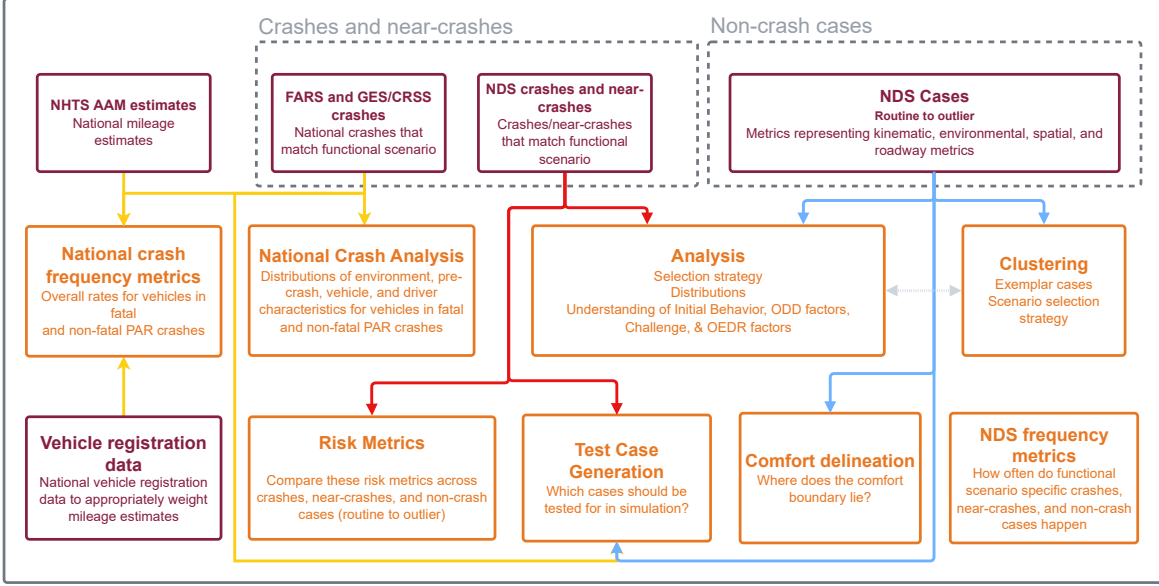 Crashes and near-crashes
Non-crash cases
NHTS AAM estimates
National mileage
estimates
FARS and GES/CRSS
crashes
National crashes that
match functional scenario
NDS crashes and near-
crashes
Crashes/near-crashes
that match functional
scenario
NDS Cases
Routine to outlier
Metrics representing kinematic, environmental, spatial, and
roadway metrics
National crash
frequency metrics
Overall rates for vehicles in
fatal
and non-fatal PAR crashes
National Crash Analysis
Distributions of environment, pre-
crash, vehicle, and driver
characteristics for vehicles in fatal
and non-fatal PAR crashes
Analysis
Selection strategy
Distributions
Understanding of Initial Behavior, ODD factors,
Challenge, & OEDR factors
Clustering
Exemplar cases
Scenario selection
strategy
Vehicle registration
data
National vehicle registration
data to appropriately weight
mileage estimates
Risk Metrics
Compare these risk metrics across
crashes, near-crashes, and non-crash
cases (routine to outlier)
Test Case
Generation
Which cases should be
tested for in simulation?
Comfort delineation
Where does the comfort
boundary lie?
NDS frequency
metrics
How often do functional
scenario specific crashes,
near-crashes, and non-crash
cases happen